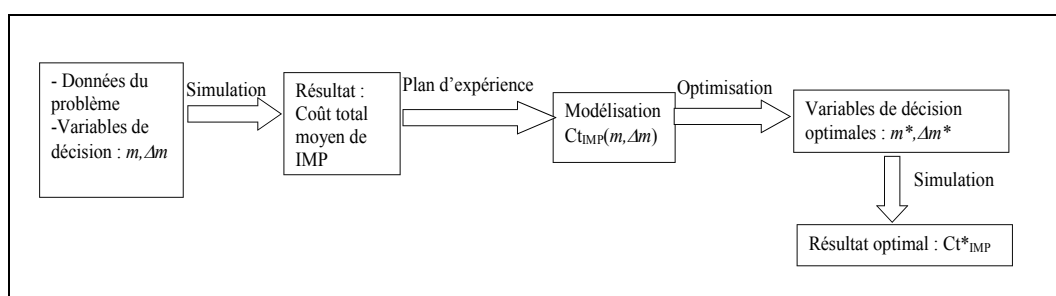 - Données du
problème
-Variables de
décision : m,Δm
Simulation
Résultat :
Coût total
moyen de
IMP
Plan d'expérience
Modélisation
CtIMP(m,Δm)
Optimisation
Variables de décision
optimales : m*,Δm*
Simulation
Résultat optimal : Ct*IMP